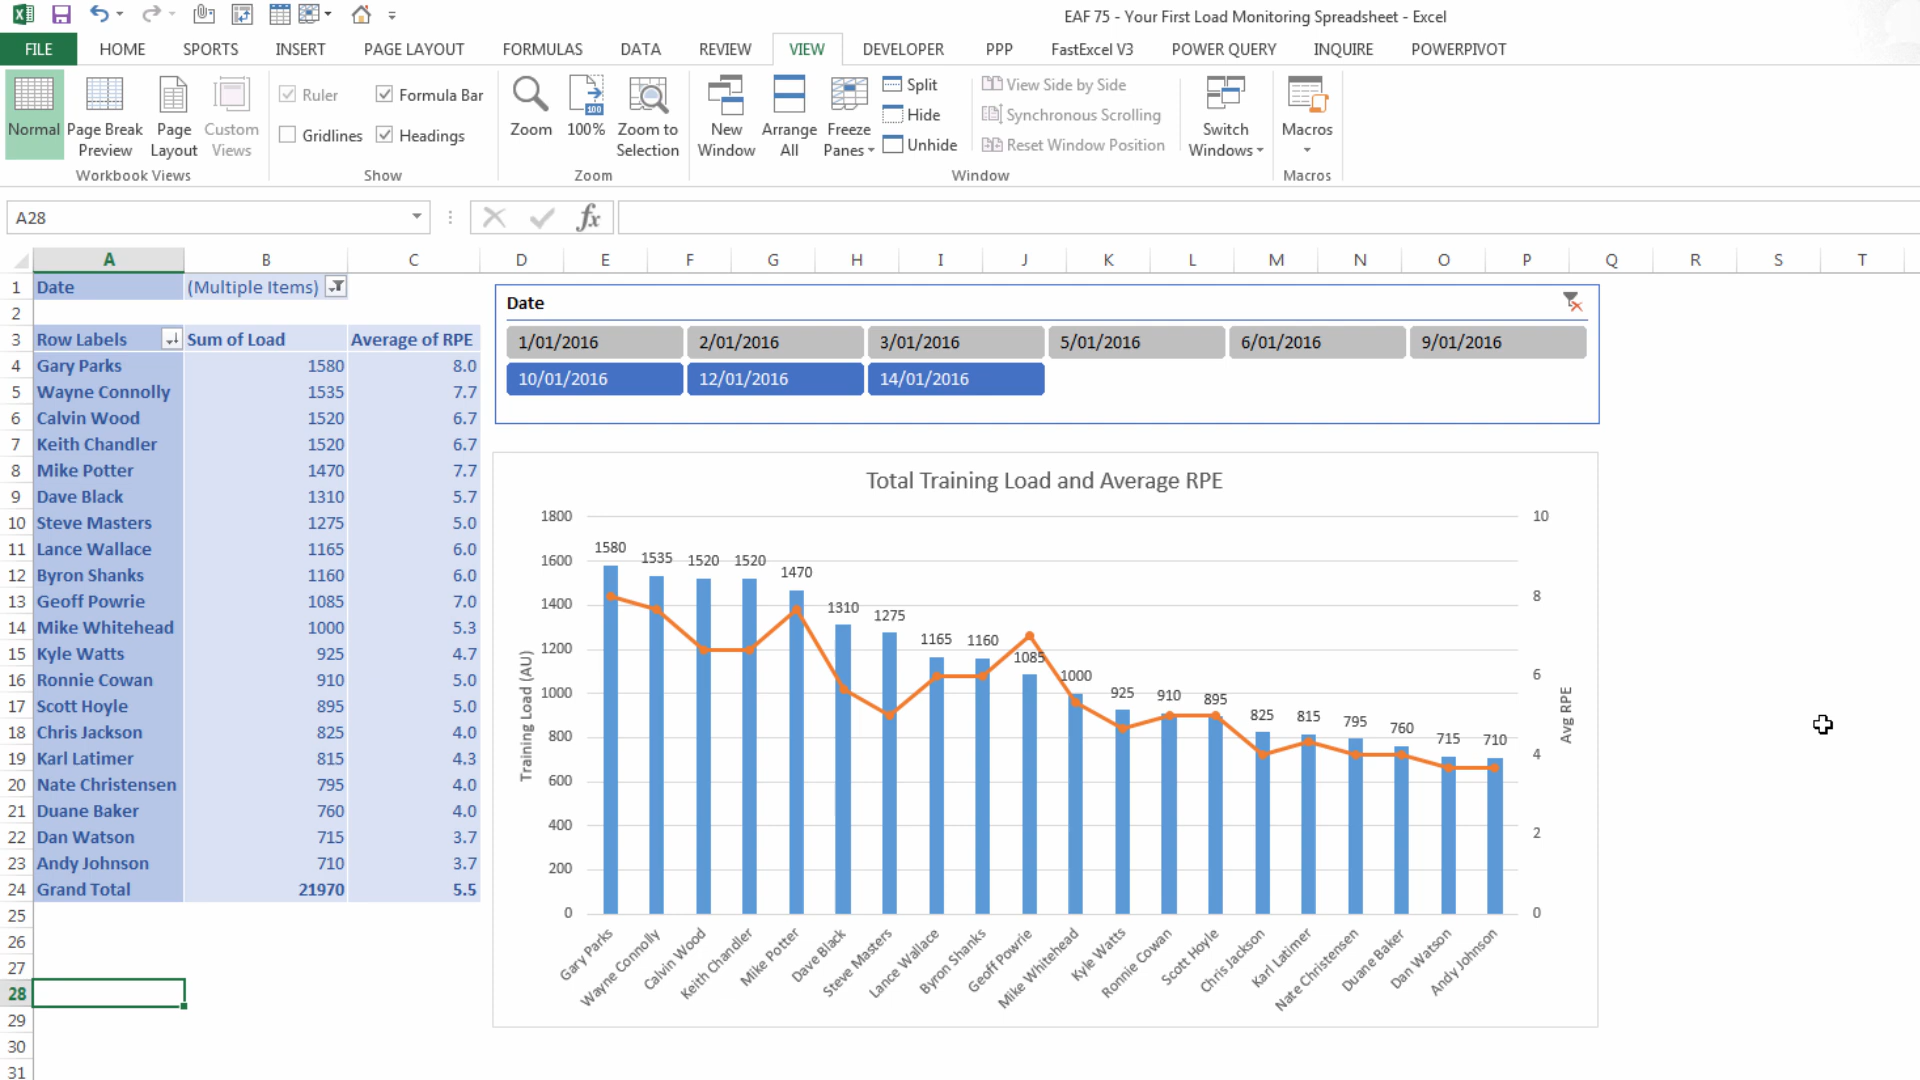 EAF 75 - Your First Load Monitoring Spreadsheet - Excel
FILE HOME SPORTS INSERT PAGE LAYOUT FORMULAS DATA REVIEW VIEW DEVELOPER PPP FastExcel V3 POWER QUERY INQUIRE POWERPIVOT
Normal
Page Break Preview
Page Layout
Custom Views
Workbook Views
Ruler
Formula Bar
Gridlines
Headings
Show
Zoom
100
100%
Zoom to Selection
Zoom
New Window
Arrange All
Freeze Panes
Split
Hide
Unhide
View Side by Side
Synchronous Scrolling
Reset Window Position
Switch Windows
Window
Macros
Macros
A28
fx
A B C D E F G H I J K L M N O P Q R S T
1 Date (Multiple Items)
2
3 Row Labels Sum of Load Average of RPE
4 Gary Parks 1580 8.0
5 Wayne Connolly 1535 7.7
6 Calvin Wood 1520 6.7
7 Keith Chandler 1520 6.7
8 Mike Potter 1470 7.7
9 Dave Black 1310 5.7
10 Steve Masters 1275 5.0
11 Lance Wallace 1165 6.0
12 Byron Shanks 1160 6.0
13 Geoff Powrie 1085 7.0
14 Mike Whitehead 1000 5.3
15 Kyle Watts 925 4.7
16 Ronnie Cowan 910 5.0
17 Scott Hoyle 895 5.0
18 Chris Jackson 825 4.0
19 Karl Latimer 815 4.3
20 Nate Christensen 795 4.0
21 Duane Baker 760 4.0
22 Dan Watson 715 3.7
23 Andy Johnson 710 3.7
24 Grand Total 21970 5.5
25
26
27
28
29
30
31
Date
1/01/2016 2/01/2016 3/01/2016 5/01/2016 6/01/2016 9/01/2016
10/01/2016 12/01/2016 14/01/2016
Total Training Load and Average RPE
Training Load (AU)
1800
1600
1400
1200
1000
800
600
400
200
0
1580 1535 1520 1520 1470 1310 1275 1165 1160 1085 1000 925 910 895 825 815 795 760 715 710
10
8
6
4
2
0
Avg RPE
Gary Parks
Wayne Connolly
Calvin Wood
Keith Chandler
Mike Potter
Dave Black
Steve Masters
Lance Wallace
Byron Shanks
Geoff Powrie
Mike Whitehead
Kyle Watts
Ronnie Cowan
Scott Hoyle
Chris Jackson
Karl Latimer
Nate Christensen
Duane Baker
Dan Watson
Andy Johnson